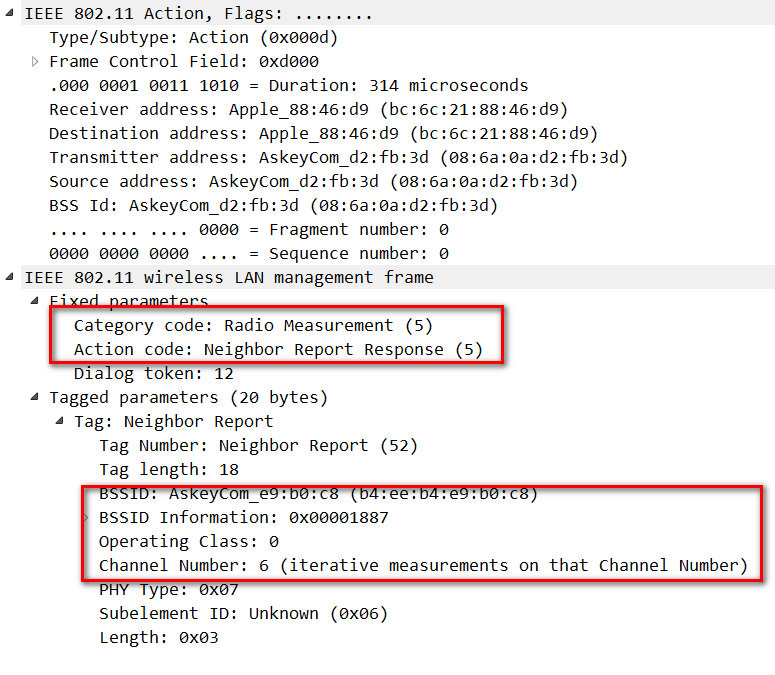 IEEE 802.11 Action, Flags: ........
Type/Subtype: Action (0x000d)
Frame Control Field: 0xd000
.000 0001 0011 1010 = Duration: 314 microseconds
Receiver address: Apple_88:46:d9 (bc:6c:21:88:46:d9)
Destination address: Apple_88:46:d9 (bc:6c:21:88:46:d9)
Transmitter address: AskeyCom_d2:fb:3d (08:6a:0a:d2:fb:3d)
Source address: AskeyCom_d2:fb:3d (08:6a:0a:d2:fb:3d)
BSS Id: AskeyCom_d2:fb:3d (08:6a:0a:d2:fb:3d)
.... .... .... 0000 = Fragment number: 0
0000 0000 0000 .... = Sequence number: 0
IEEE 802.11 wireless LAN management frame
Fixed parameters
Category code: Radio Measurement (5)
Action code: Neighbor Report Response (5)
Dialog token: 12
Tagged parameters (20 bytes)
Tag: Neighbor Report
Tag Number: Neighbor Report (52)
Tag length: 18
BSSID: AskeyCom_e9:b0:c8 (b4:ee:b4:e9:b0:c8)
BSSID Information: 0x00001887
Operating Class: 0
Channel Number: 6 (iterative measurements on that Channel Number)
PHY Type: 0x07
Subelement ID: Unknown (0x06)
Length: 0x03